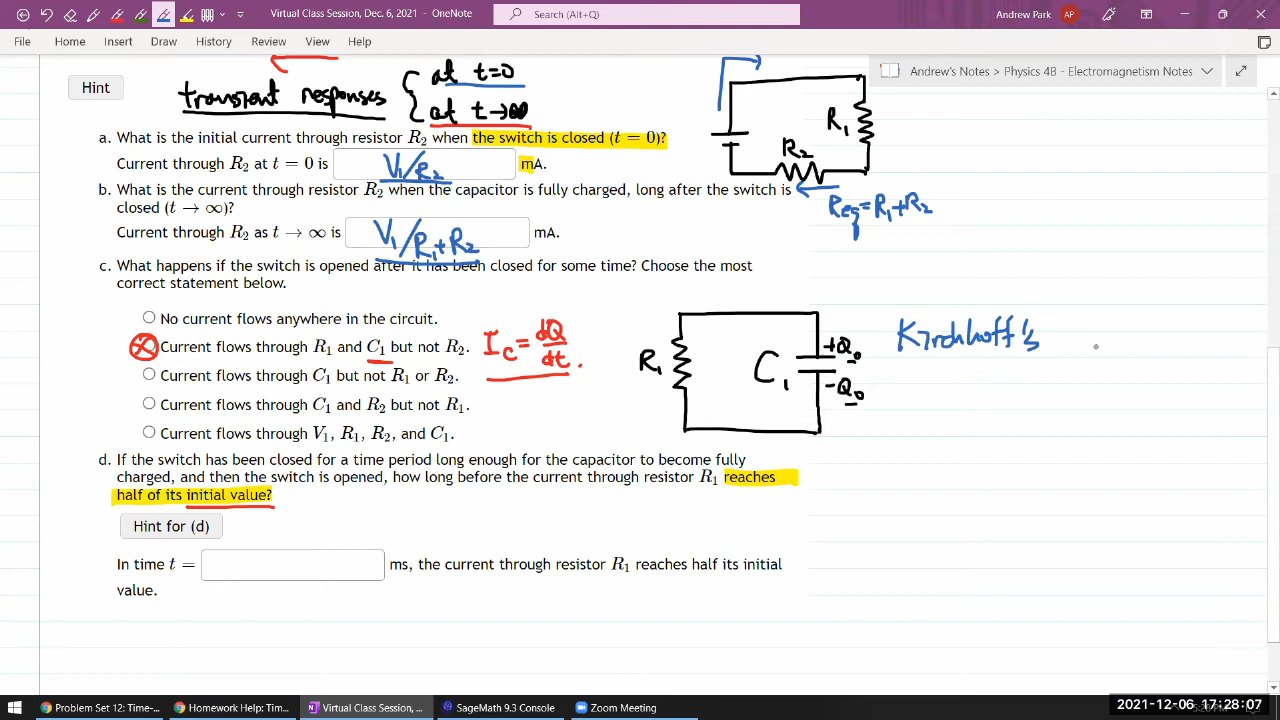 Virtual Class Session, Dec. 6, 2021 - OneNote
Search (Alt+Q)
Andrew Park AP
File Home Insert Draw History Review View Help
Andrew's Notes > Physics 4B - Electromagnetism Notes
Hint
transient responses { at t=0
at t→∞
R₁
R₂
Req=R₁+R₂
a. What is the initial current through resistor R₂ when the switch is closed (t = 0)?
Current through R₂ at t = 0 is V₁/R₂ mA.
b. What is the current through resistor R₂ when the capacitor is fully charged, long after the switch is
closed (t → ∞)?
Current through R₂ as t → ∞ is V₁/R₁+R₂ mA.
c. What happens if the switch is opened after it has been closed for some time? Choose the most
correct statement below.
No current flows anywhere in the circuit.
Current flows through R₁ and C₁ but not R₂.
Current flows through C₁ but not R₁ or R₂.
Current flows through C₁ and R₂ but not R₁.
Current flows through V₁, R₁, R₂, and C₁.
I_C = dQ/dt.
R₁
C₁
+Q₀
-Q₀
Kirchhoff's
d. If the switch has been closed for a time period long enough for the capacitor to become fully
charged, and then the switch is opened, how long before the current through resistor R₁ reaches
half of its initial value?
Hint for (d)
In time t = ms, the current through resistor R₁ reaches half its initial
value.
Problem Set 12: Time-... Homework Help: Tim... Virtual Class Session,... SageMath 9.3 Console Zoom Meeting
2021-12-06 17:28:07